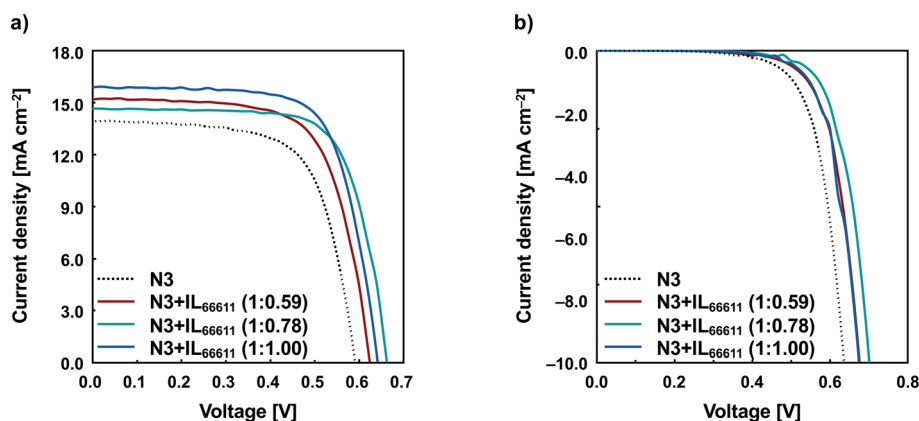 a)
18.0
15.0
12.0
9.0
6.0
3.0
0.0
Current density [mA cm⁻²]
N3
N3+IL₆₆₆₁₁ (1:0.59)
N3+IL₆₆₆₁₁ (1:0.78)
N3+IL₆₆₆₁₁ (1:1.00)
0.0 0.1 0.2 0.3 0.4 0.5 0.6 0.7
Voltage [V]
b)
0.0
–2.0
–4.0
–6.0
–8.0
–10.0
Current density [mA cm⁻²]
N3
N3+IL₆₆₆₁₁ (1:0.59)
N3+IL₆₆₆₁₁ (1:0.78)
N3+IL₆₆₆₁₁ (1:1.00)
0.0 0.2 0.4 0.6 0.8
Voltage [V]